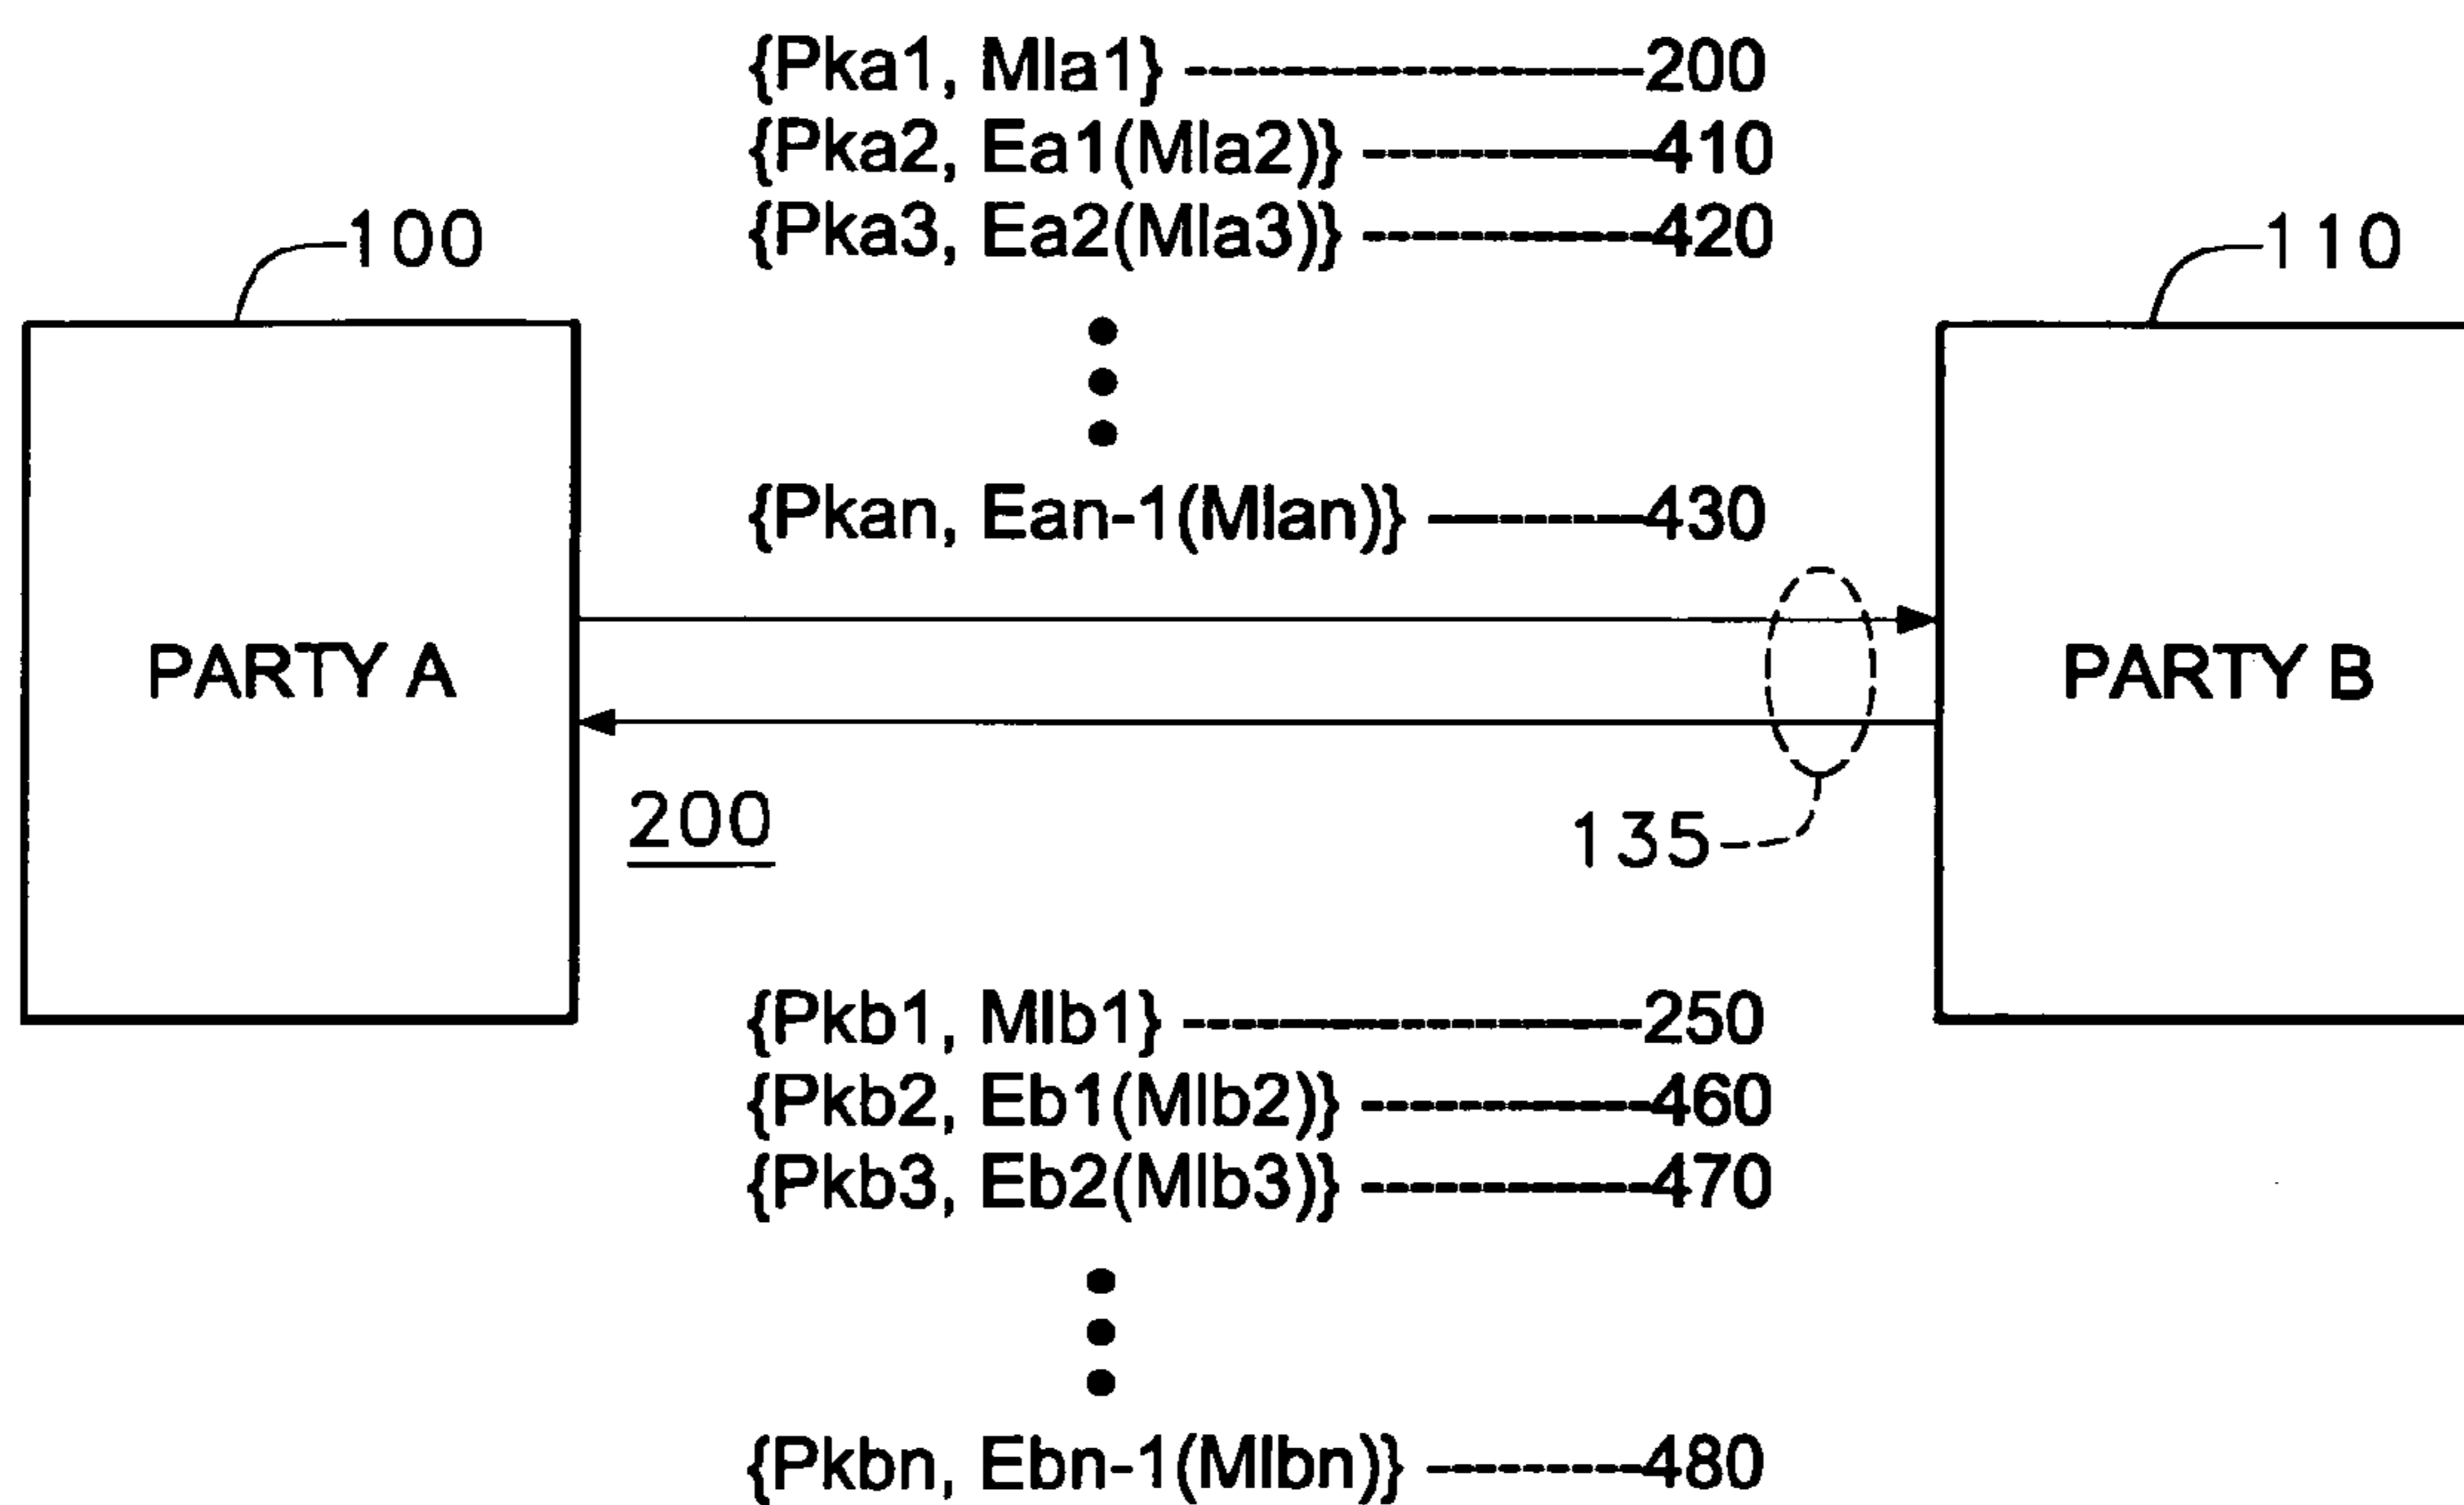 {Pka1, Mla1} ---------------------200
{Pka2, Ea1(Mla2)} -------------410
{Pka3, Ea2(Mla3)} -------------420
100
110
{Pkan, Ean-1(Mlan)} ----------430
PARTY A
PARTY B
200
135
{Pkb1, Mlb1} ---------------------250
{Pkb2, Eb1(Mlb2)} -------------460
{Pkb3, Eb2(Mlb3)} -------------470
{Pkbn, Ebn-1(Mlbn)} ----------480